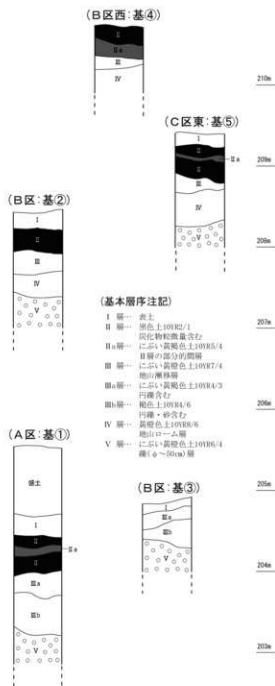 (B区西:基④)
II
IIa
III
IV
210m
(C区東:基⑤)
I
II
IIa
II
III
IV
V
209m
208m
(B区:基②)
I
II
III
IV
V
(基本層序注記)
I 層… 表土
II 層… 黒色土10YR2/1
炭化物粒微量含む
IIa層… にぶい黄褐色土10YR5/4
II層の部分的間層
III 層… にぶい黄橙色土10YR7/4
地山漸移層
IIIa層… にぶい黄褐色土10YR4/3
円礫含む
IIIb層… 褐色土10YR4/6
円礫・砂含む
IV 層… 黄橙色土10YR8/6
地山ローム層
V 層… にぶい黄橙色土10YR6/4
礫(φ~50cm)層
207m
206m
(A区:基①)
盛土
I
II
IIa
II
IIIa
IIIb
V
205m
(B区:基③)
I
IIIa
IIIb
V
204m
203m